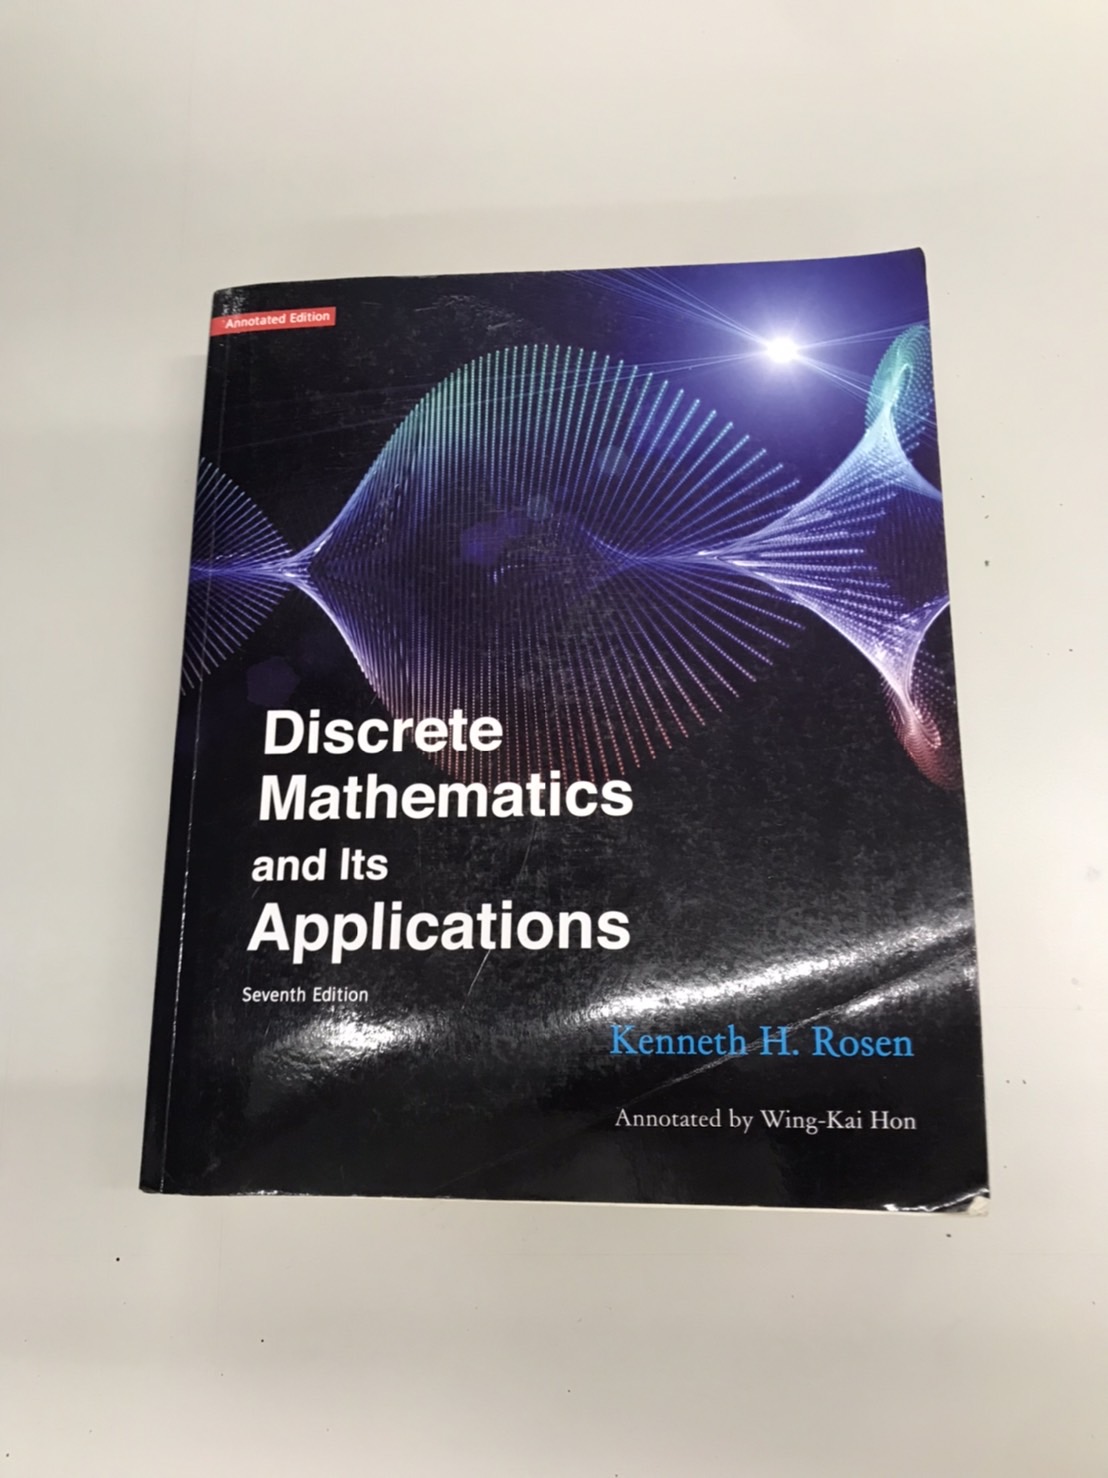 Annotated Edition
Discrete
Mathematics
and Its
Applications
Seventh Edition
Kenneth H. Rosen
Annotated by Wing-Kai Hon